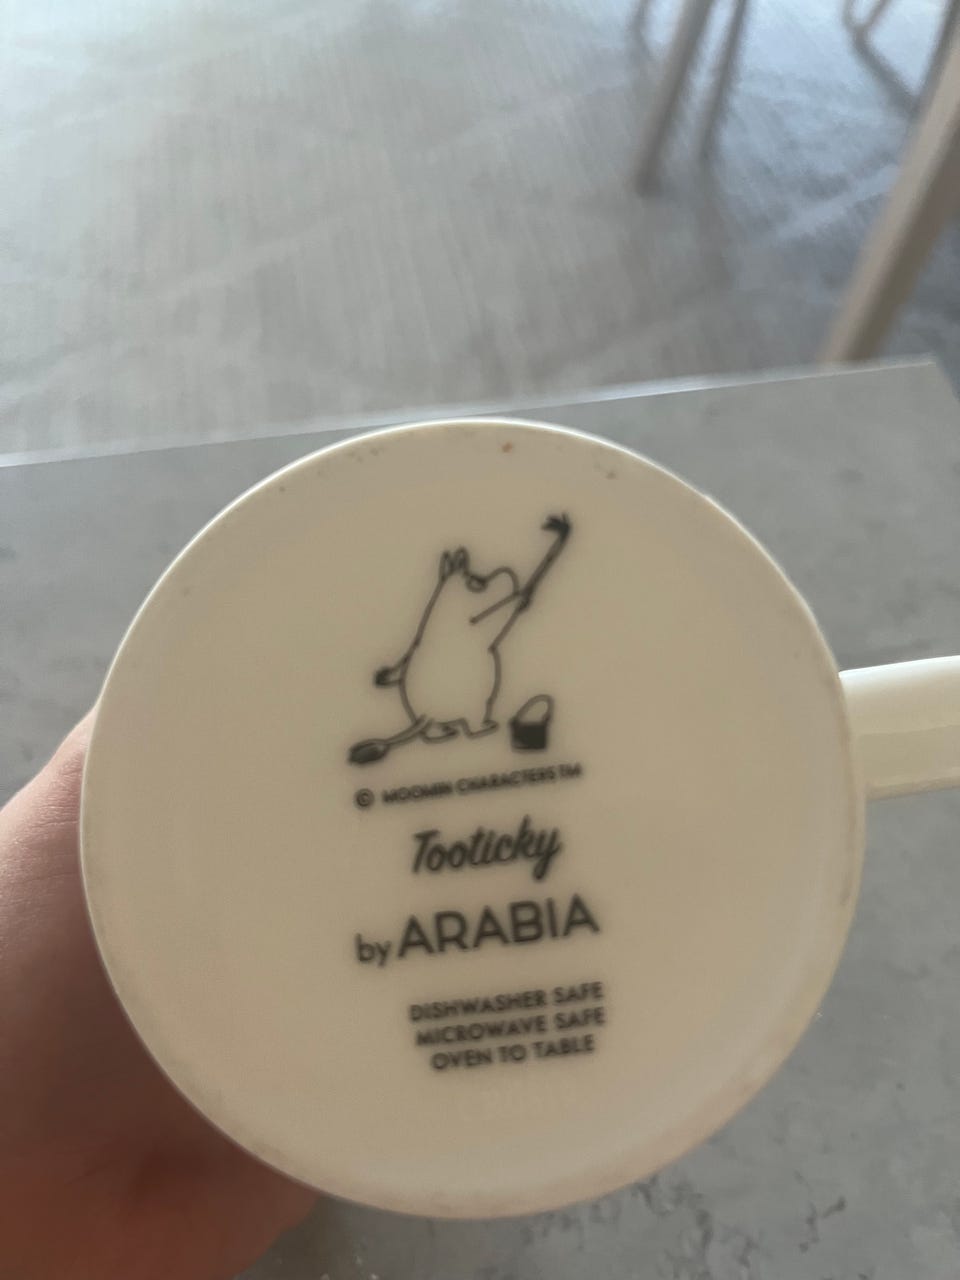 © MOOMIN CHARACTERS TM
Tooticky
by ARABIA
DISHWASHER SAFE
MICROWAVE SAFE
OVEN TO TABLE